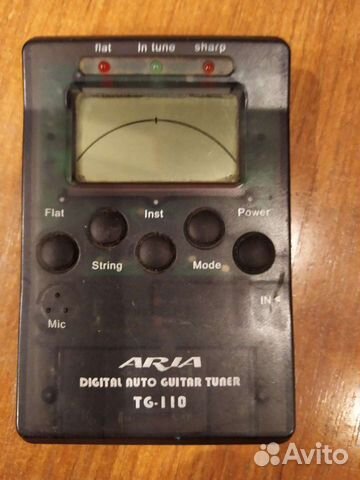 flat in tune sharp
Flat Inst Power
String Mode
Mic IN
ARIA
DIGITAL AUTO GUITAR TUNER
TG-110
Avito